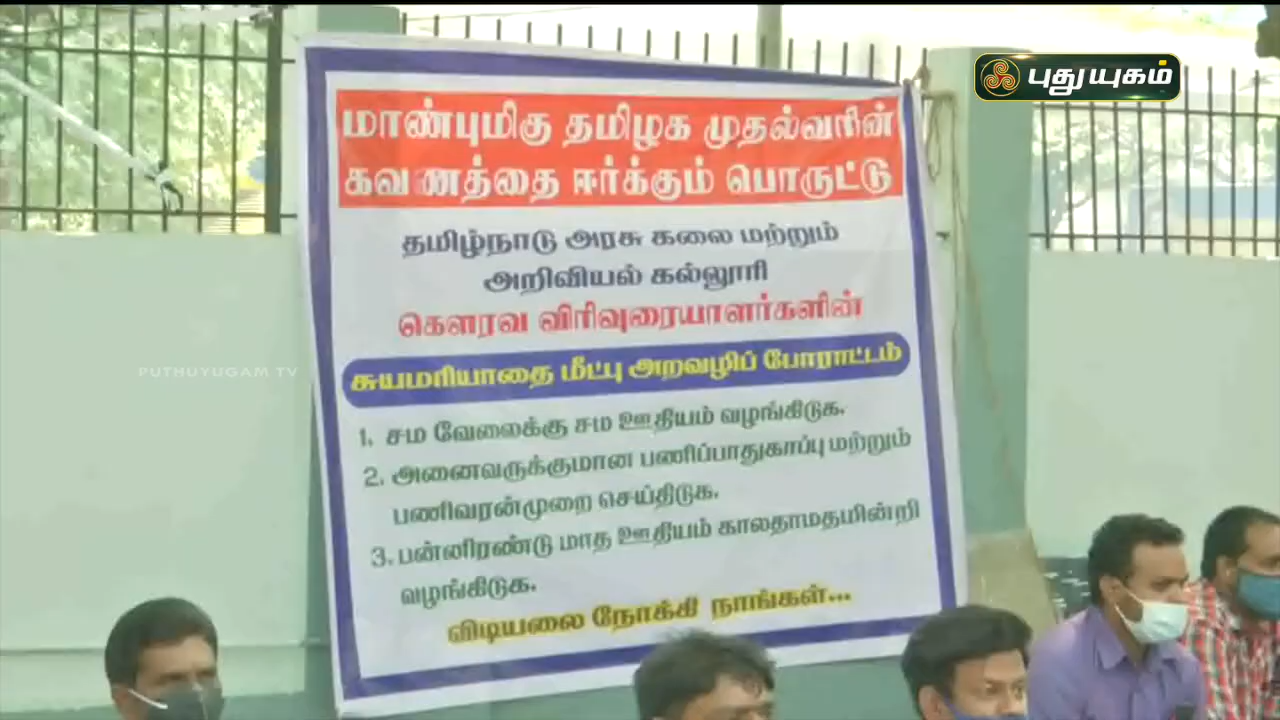 புதுயுகம்
மாண்புமிகு தமிழக முதல்வரின்
கவணத்தை ஈர்க்கும் பொருட்டு
தமிழ்நாடு அரசு கலை மற்றும்
அறிவியல் கல்லூரி
கௌரவ விரிவுரையாளர்களின்
சுயமரியாதை மீட்பு அறவழிப் போராட்டம்
PUTHUYUGAM TV
1. சம வேலைக்கு சம ஊதியம் வழங்கிடுக.
2. அனைவருக்குமான பணிப்பாதுகாப்பு மற்றும்
பணிவரன்முறை செய்திடுக.
3. பன்னிரண்டு மாத ஊதியம் காலதாமதமின்றி
வழங்கிடுக.
விடியலை நோக்கி நாங்கள்...